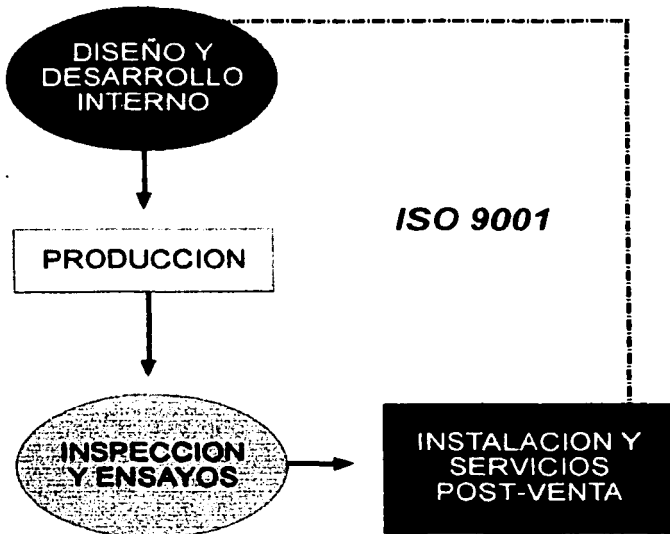 DISEÑO Y
DESARROLLO
INTERNO
ISO 9001
PRODUCCION
INSPECCION
Y ENSAYOS
INSTALACION Y
SERVICIOS
POST-VENTA